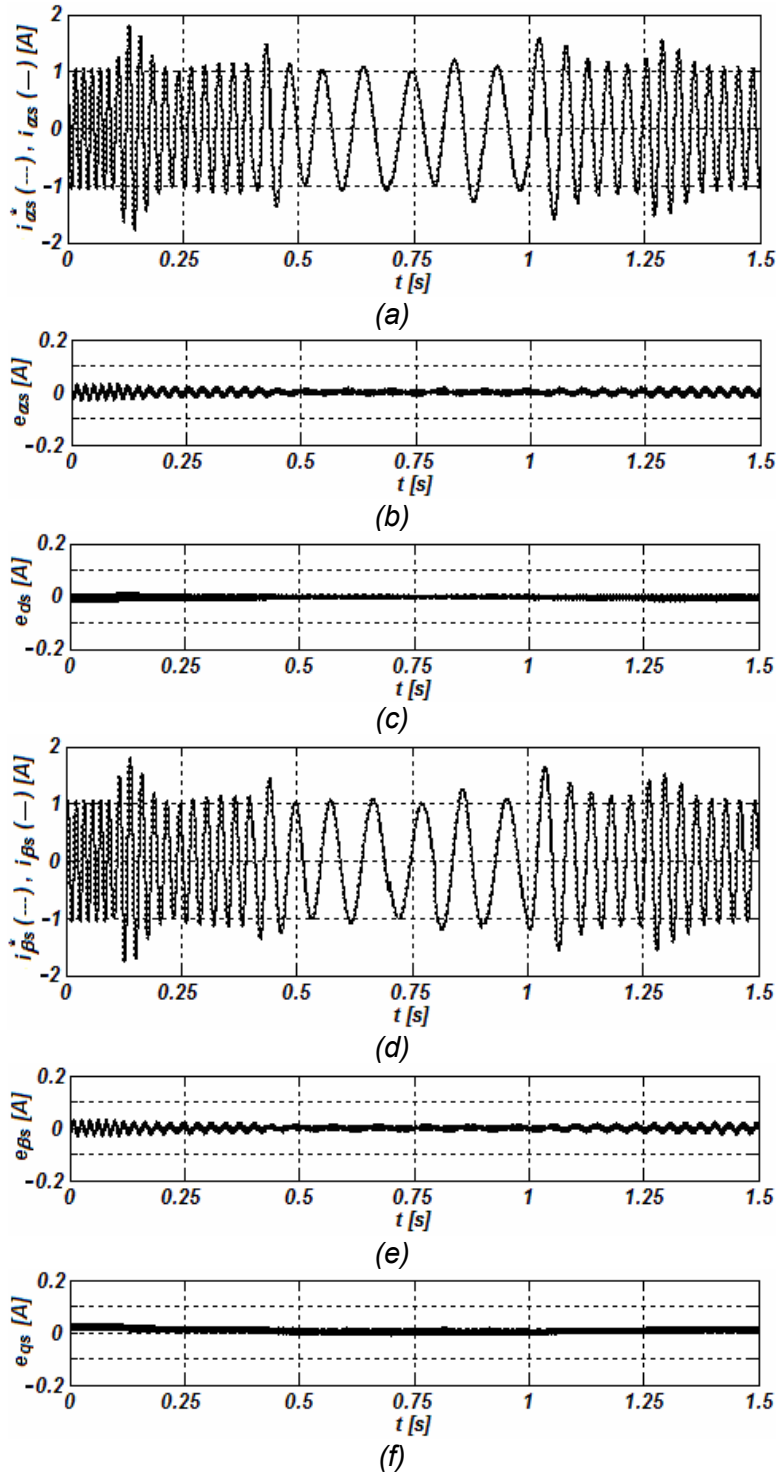 i*αs (---), iαs (—) [A]
2
1
0
−1
−2
0 0.25 0.5 0.75 1 1.25 1.5
t [s]
(a)
eαs [A]
0.2
0
−0.2
0 0.25 0.5 0.75 1 1.25 1.5
t [s]
(b)
eds [A]
0.2
0
−0.2
0 0.25 0.5 0.75 1 1.25 1.5
t [s]
(c)
i*βs (---), iβs (—) [A]
2
1
0
−1
−2
0 0.25 0.5 0.75 1 1.25 1.5
t [s]
(d)
eβs [A]
0.2
0
−0.2
0 0.25 0.5 0.75 1 1.25 1.5
t [s]
(e)
eqs [A]
0.2
0
−0.2
0 0.25 0.5 0.75 1 1.25 1.5
t [s]
(f)